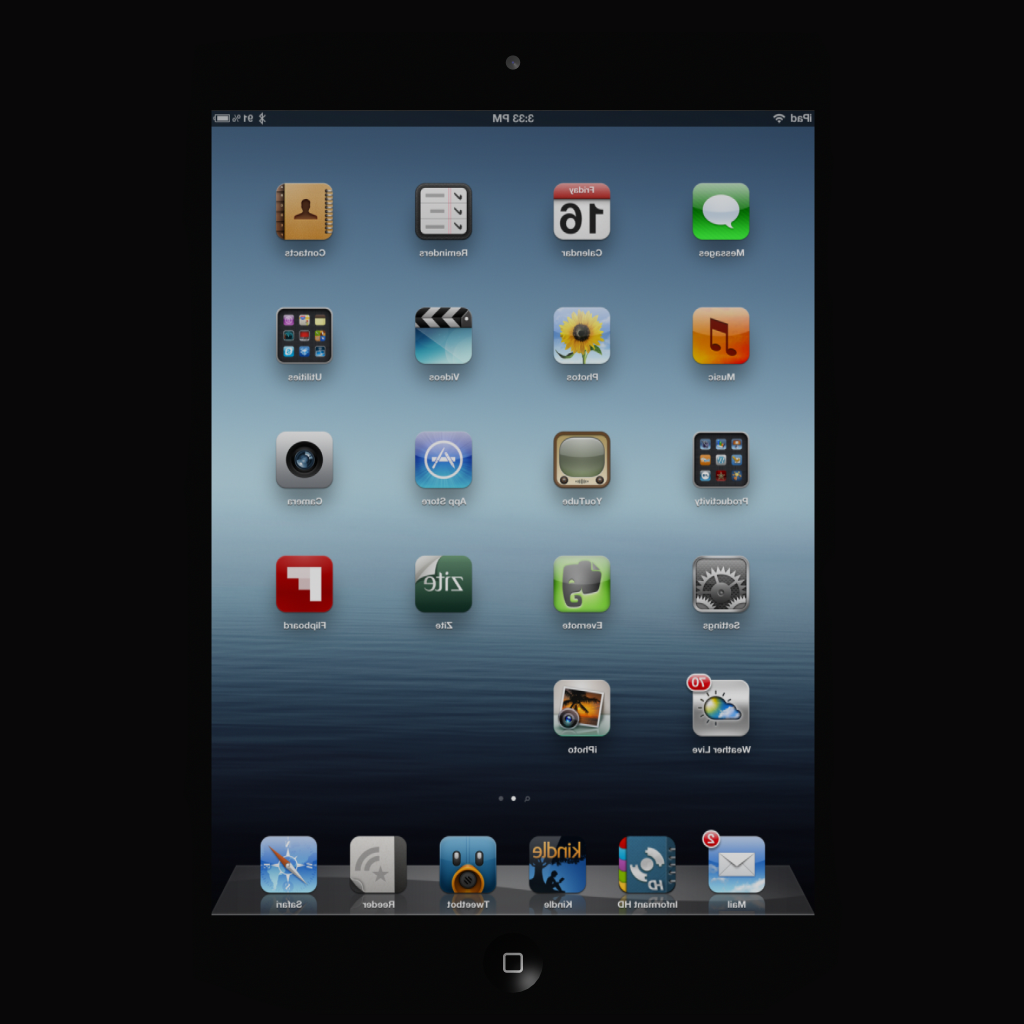 iPad 3:33 PM 91 %
Friday
16
Messages Calendar Reminders Contacts
Music Photos Videos Utilities
Productivity YouTube App Store Camera
zite
Settings Evernote Zite Flipboard
70
Weather Live iPhoto
2
kindle
HD
Mail Informant HD Kindle Tweetbot Reeder Safari